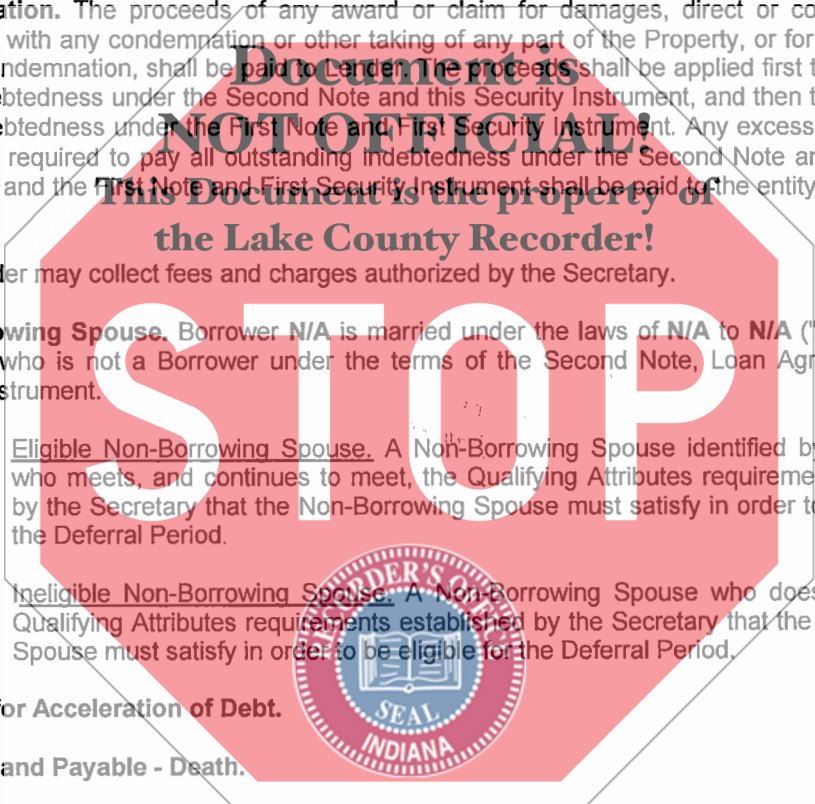 ation. The proceeds of any award or claim for damages, direct or co
with any condemnation or other taking of any part of the Property, or for
ndemnation, shall be paid to Lender. The proceeds shall be applied first t
ebtedness under the Second Note and this Security Instrument, and then t
ebtedness under the First Note and First Security Instrument. Any excess
required to pay all outstanding indebtedness under the Second Note an
and the First Note and First Security Instrument shall be paid to the entity
Document is
NOT OFFICIAL!
This Document is the property of
the Lake County Recorder!
der may collect fees and charges authorized by the Secretary.
owing Spouse. Borrower N/A is married under the laws of N/A to N/A ("
who is not a Borrower under the terms of the Second Note, Loan Agr
strument.
STOP
Eligible Non-Borrowing Spouse. A Non-Borrowing Spouse identified by
who meets, and continues to meet, the Qualifying Attributes requireme
by the Secretary that the Non-Borrowing Spouse must satisfy in order to
the Deferral Period.
Ineligible Non-Borrowing Spouse. A Non-Borrowing Spouse who does
Qualifying Attributes requirements established by the Secretary that the
Spouse must satisfy in order to be eligible for the Deferral Period.
RECORDER'S OFFICE
SEAL
INDIANA
for Acceleration of Debt.
and Payable - Death.